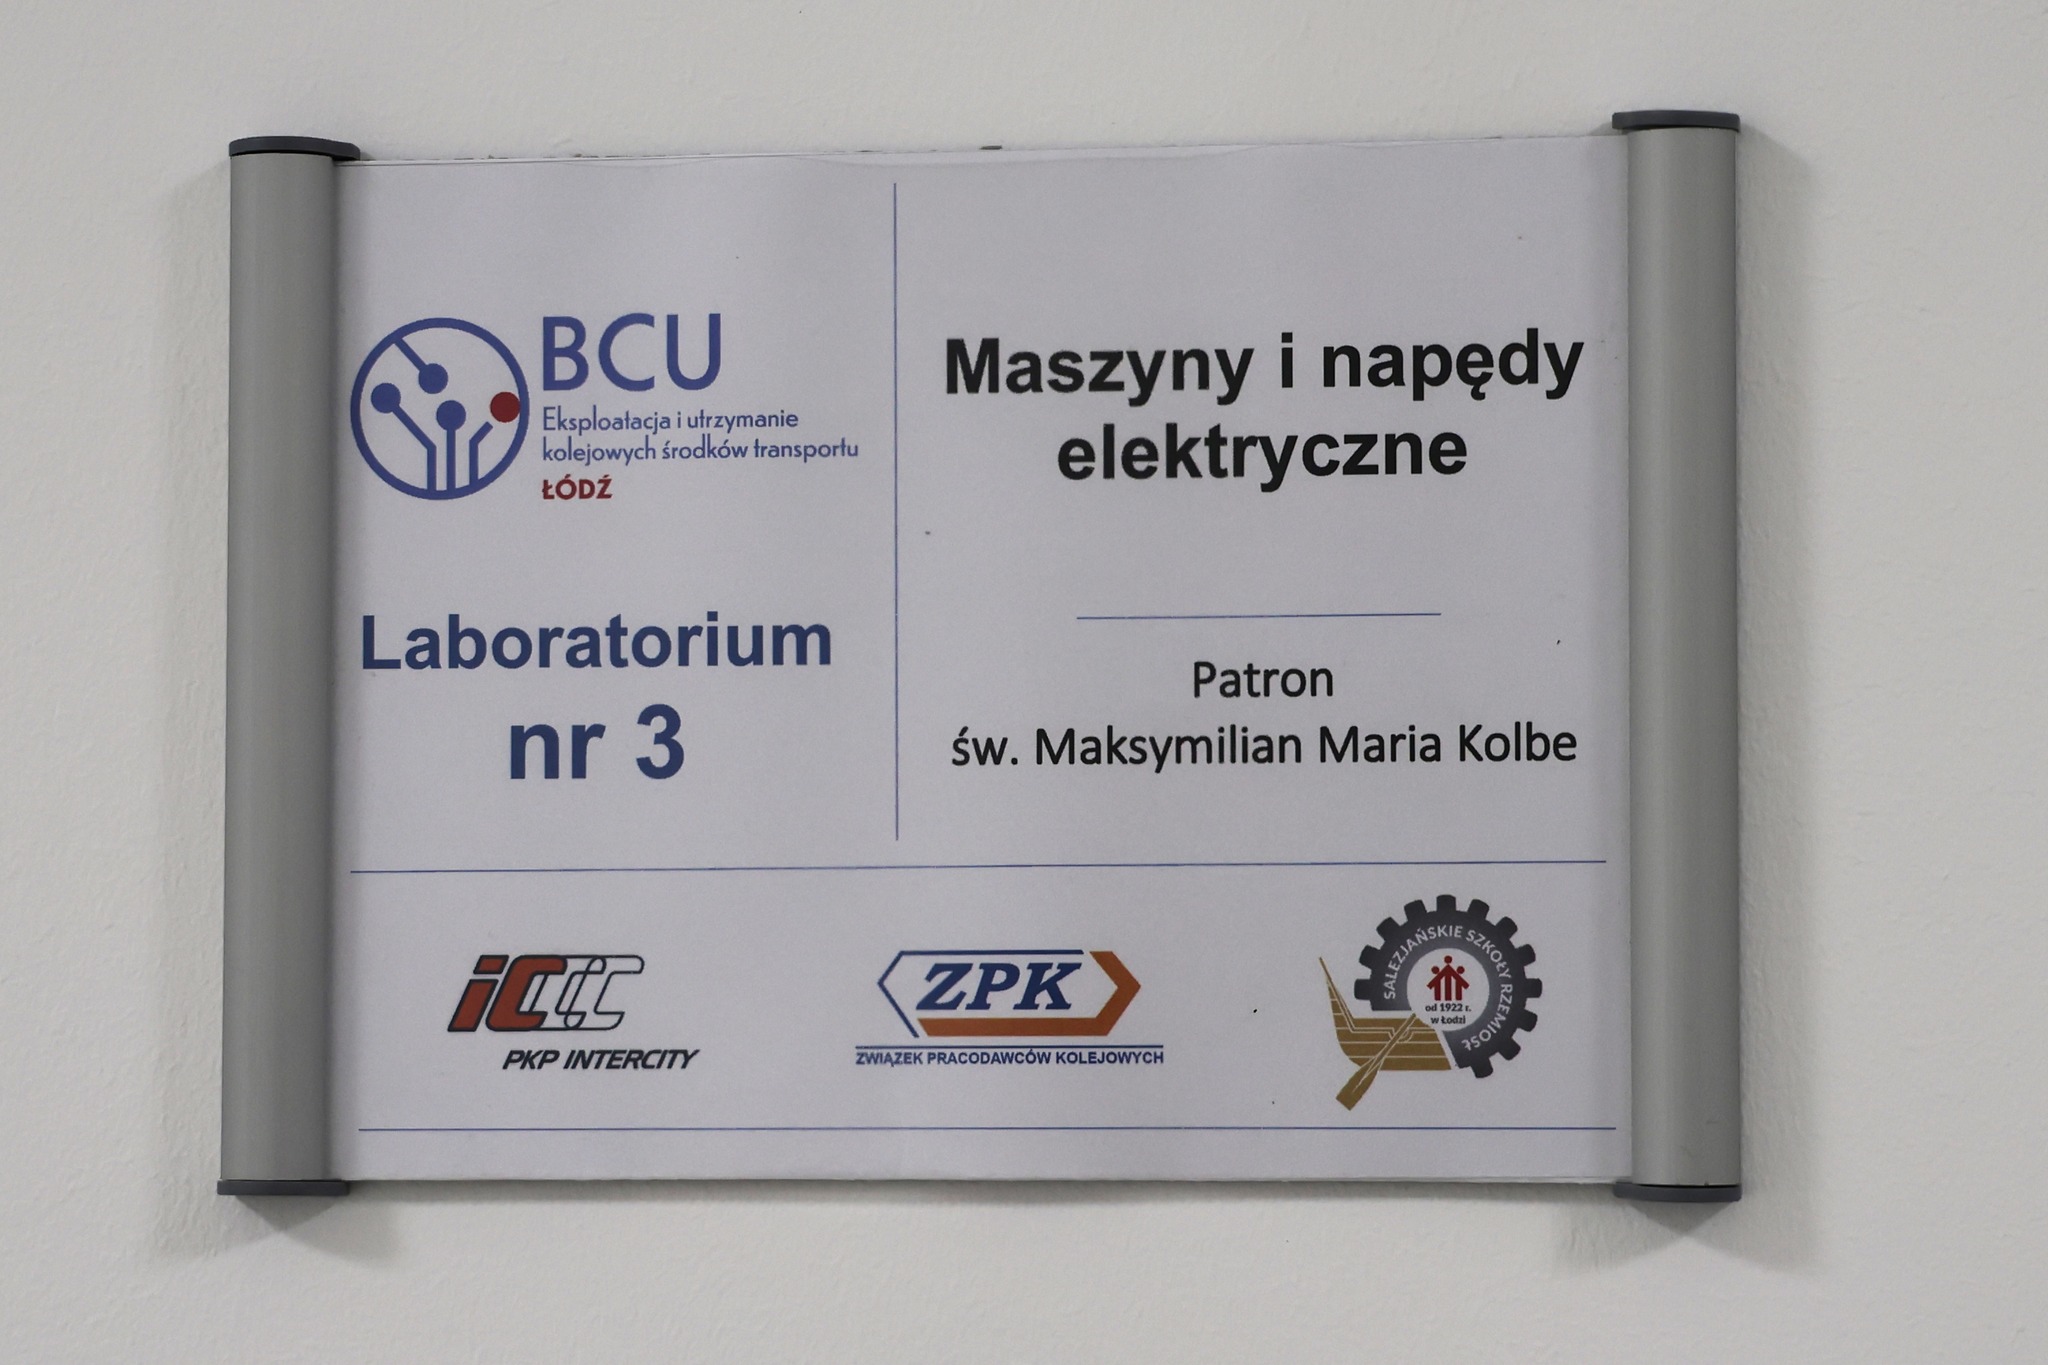 BCU
Eksploatacja i utrzymanie
kolejowych środków transportu
ŁÓDŹ
Laboratorium
nr 3
Maszyny i napędy
elektryczne
Patron
św. Maksymilian Maria Kolbe
iC
PKP INTERCITY
ZPK
ZWIĄZEK PRACODAWCÓW KOLEJOWYCH
SALEZJAŃSKIE SZKOŁY RZEMIOSŁ
od 1922 r.
w Łodzi